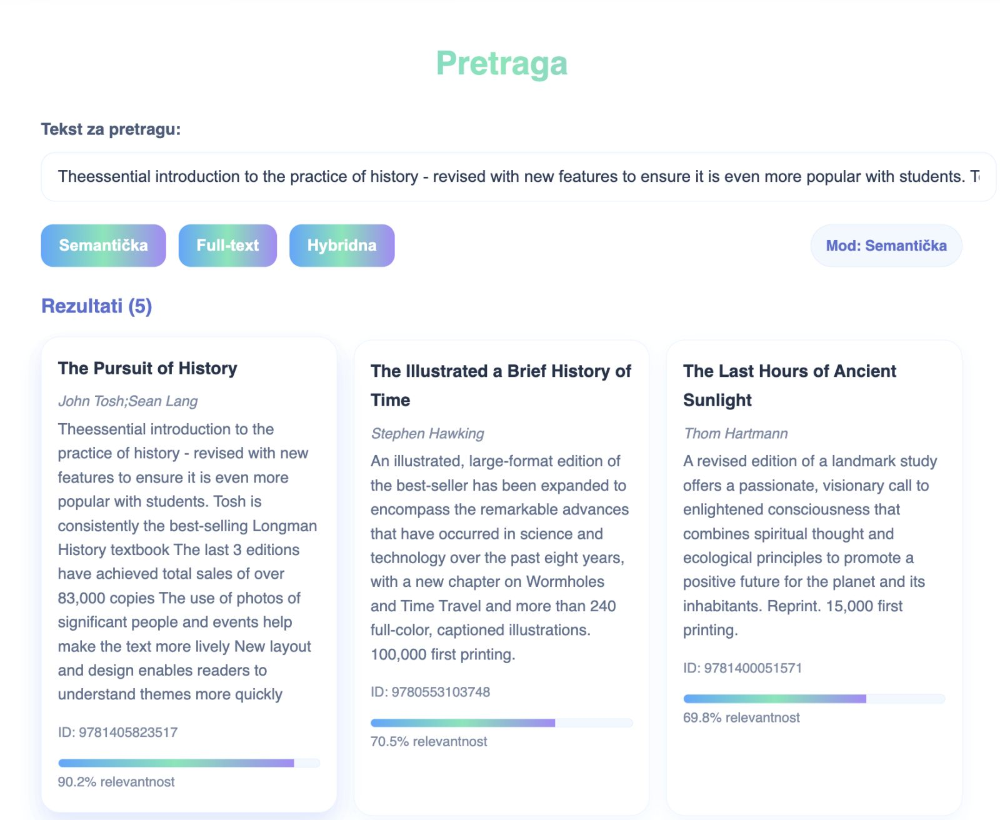 Pretraga
Tekst za pretragu:
Theessential introduction to the practice of history - revised with new features to ensure it is even more popular with students.
Semantička
Full-text
Hybridna
Mod: Semantička
Rezultati (5)
The Pursuit of History
John Tosh;Sean Lang
Theessential introduction to the
practice of history - revised with new
features to ensure it is even more
popular with students. Tosh is
consistently the best-selling Longman
History textbook The last 3 editions
have achieved total sales of over
83,000 copies The use of photos of
significant people and events help
make the text more lively New layout
and design enables readers to
understand themes more quickly
ID: 9781405823517
90.2% relevantnost
The Illustrated a Brief History of
Time
Stephen Hawking
An illustrated, large-format edition of
the best-seller has been expanded to
encompass the remarkable advances
that have occurred in science and
technology over the past eight years,
with a new chapter on Wormholes
and Time Travel and more than 240
full-color, captioned illustrations.
100,000 first printing.
ID: 9780553103748
70.5% relevantnost
The Last Hours of Ancient
Sunlight
Thom Hartmann
A revised edition of a landmark study
offers a passionate, visionary call to
enlightened consciousness that
combines spiritual thought and
ecological principles to promote a
positive future for the planet and its
inhabitants. Reprint. 15,000 first
printing.
ID: 9781400051571
69.8% relevantnost